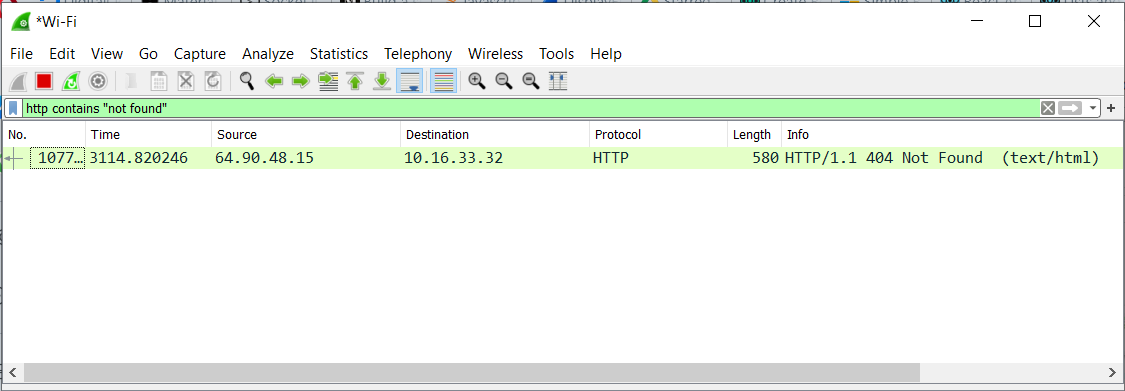 *Wi-Fi
File Edit View Go Capture Analyze Statistics Telephony Wireless Tools Help
http contains "not found"
No. Time Source Destination Protocol Length Info
1077… 3114.820246 64.90.48.15 10.16.33.32 HTTP 580 HTTP/1.1 404 Not Found (text/html)